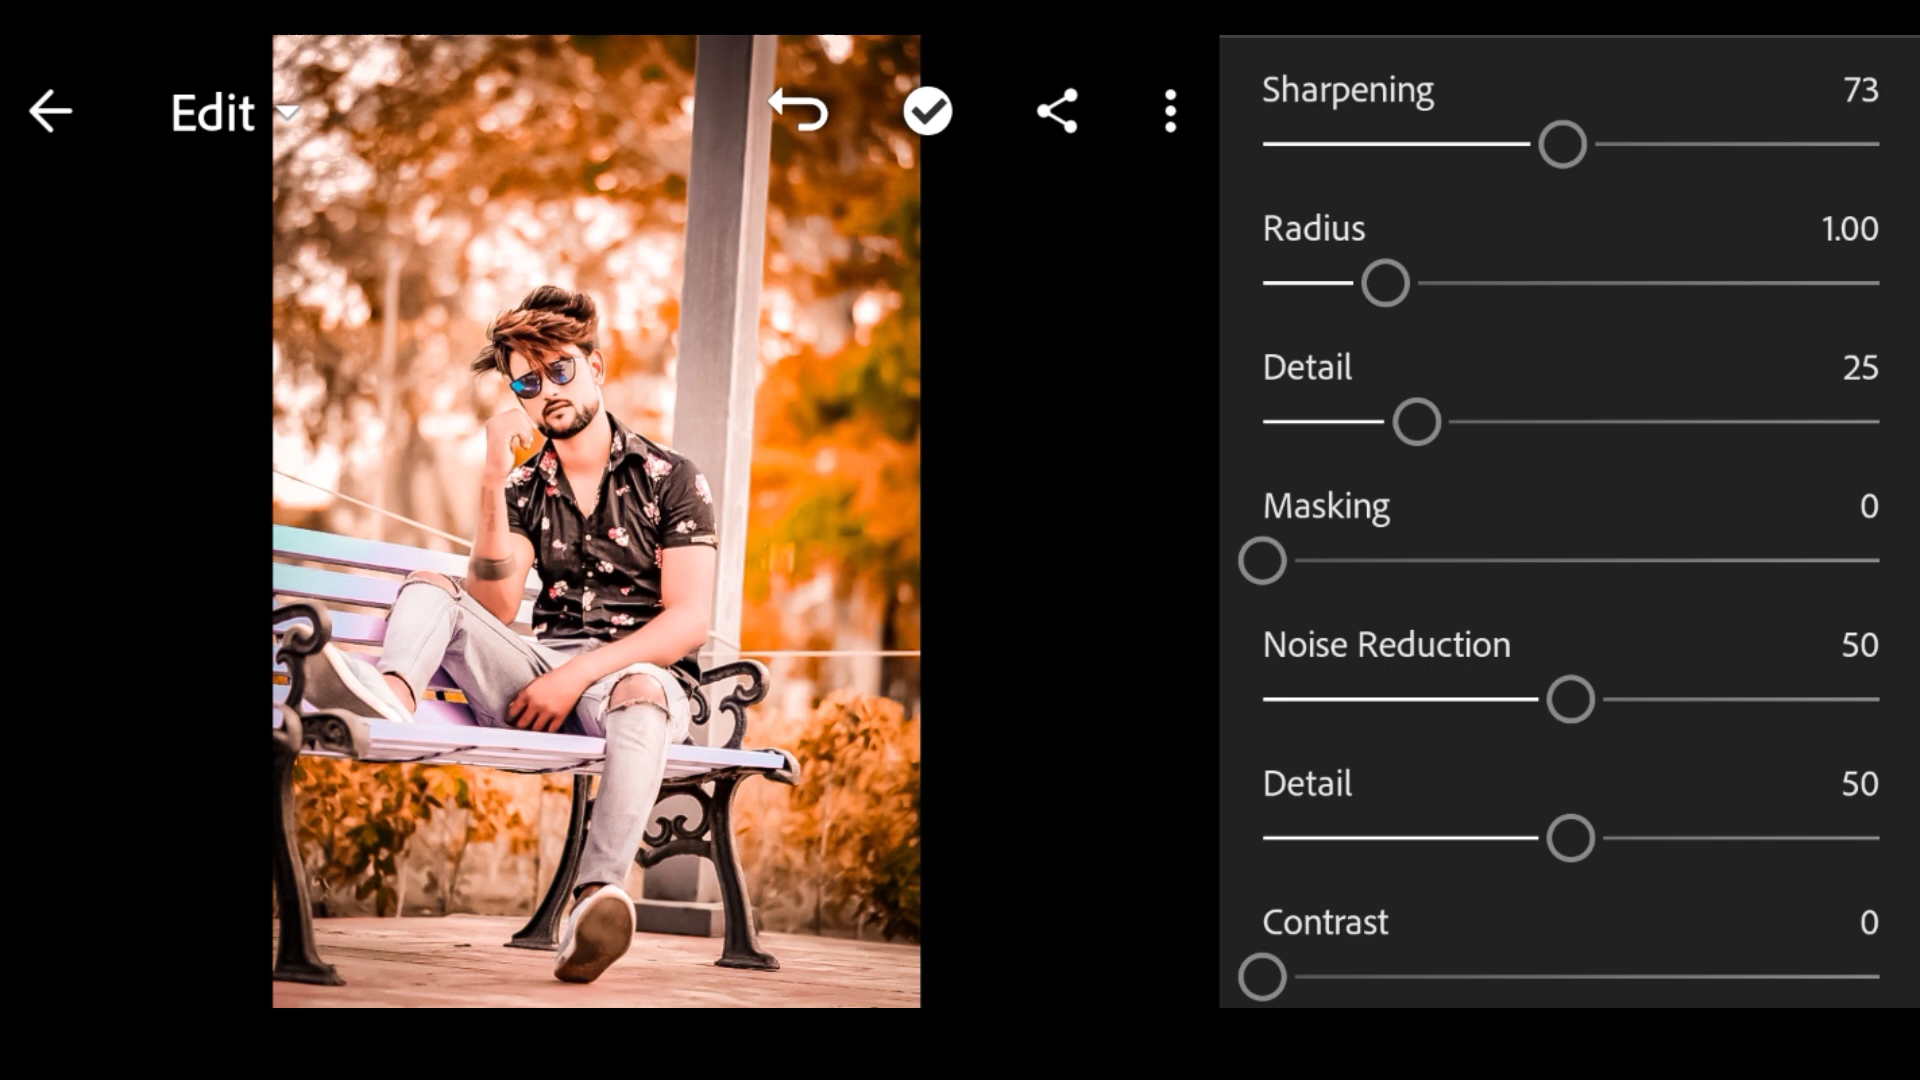 Edit
Sharpening 73
Radius 1.00
Detail 25
Masking 0
Noise Reduction 50
Detail 50
Contrast 0